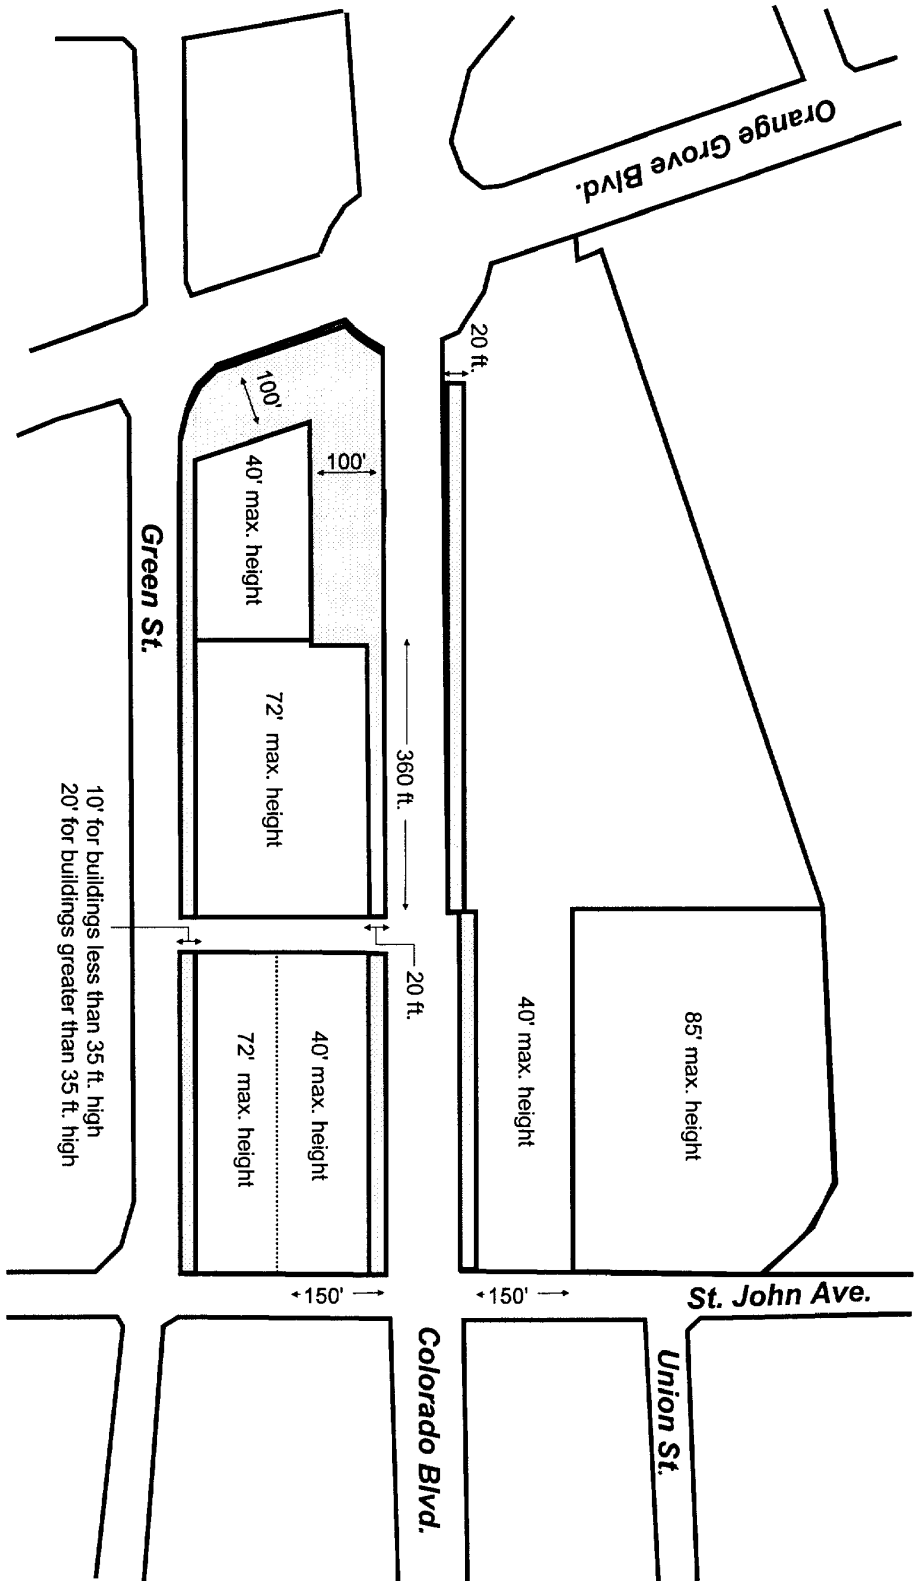 Orange Grove Blvd.
20 ft.
100'
100'
40' max. height
Green St.
72' max. height
360 ft.
10' for buildings less than 35 ft. high
20' for buildings greater than 35 ft. high
20 ft.
40' max. height
72' max. height
40' max. height
85' max. height
150'
150'
St. John Ave.
Colorado Blvd.
Union St.